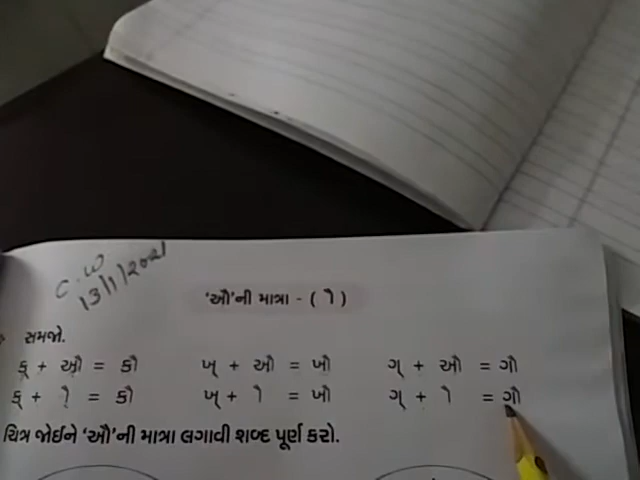 C.W
13/1/2021
'ઔ'ની માત્રા - ( ૌ )
સમજો.
ક્ + ઔ = કૌ ખ્ + ઔ = ખૌ ગ્ + ઔ = ગૌ
ક્ + ૌ = કૌ ખ્ + ૌ = ખૌ ગ્ + ૌ = ગૌ
ચિત્ર જોઈને 'ઔ'ની માત્રા લગાવી શબ્દ પૂર્ણ કરો.